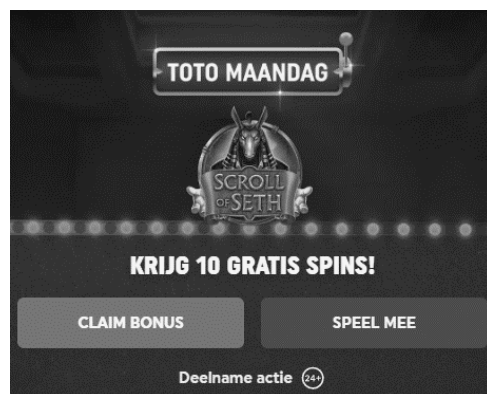 TOTO MAANDAG
SCROLL
OF SETH
KRIJG 10 GRATIS SPINS!
CLAIM BONUS
SPEEL MEE
Deelname actie 24+